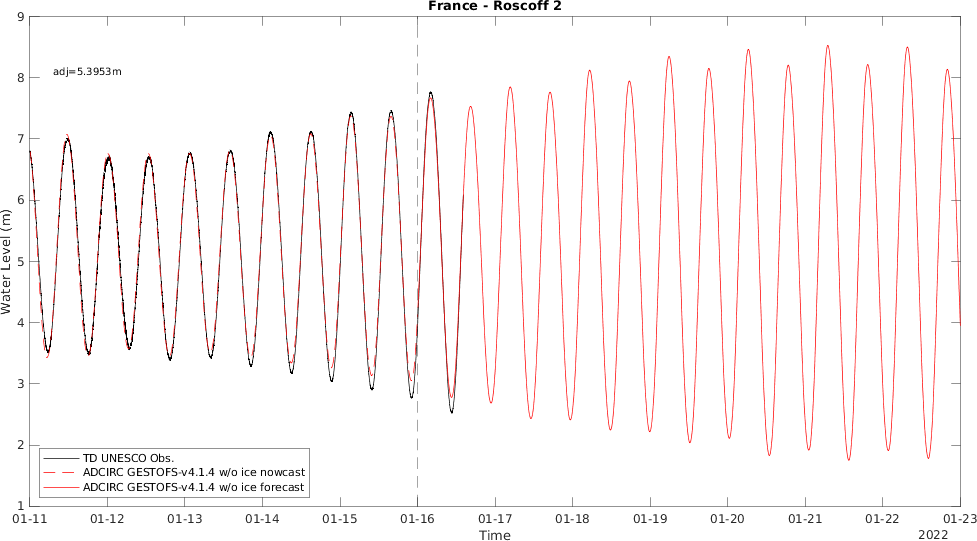 France - Roscoff 2
adj=5.3953m
Water Level (m)
9
8
7
6
5
4
3
2
1
TD UNESCO Obs.
ADCIRC GESTOFS-v4.1.4 w/o ice nowcast
ADCIRC GESTOFS-v4.1.4 w/o ice forecast
01-11 01-12 01-13 01-14 01-15 01-16 01-17 01-18 01-19 01-20 01-21 01-22 01-23
Time
2022